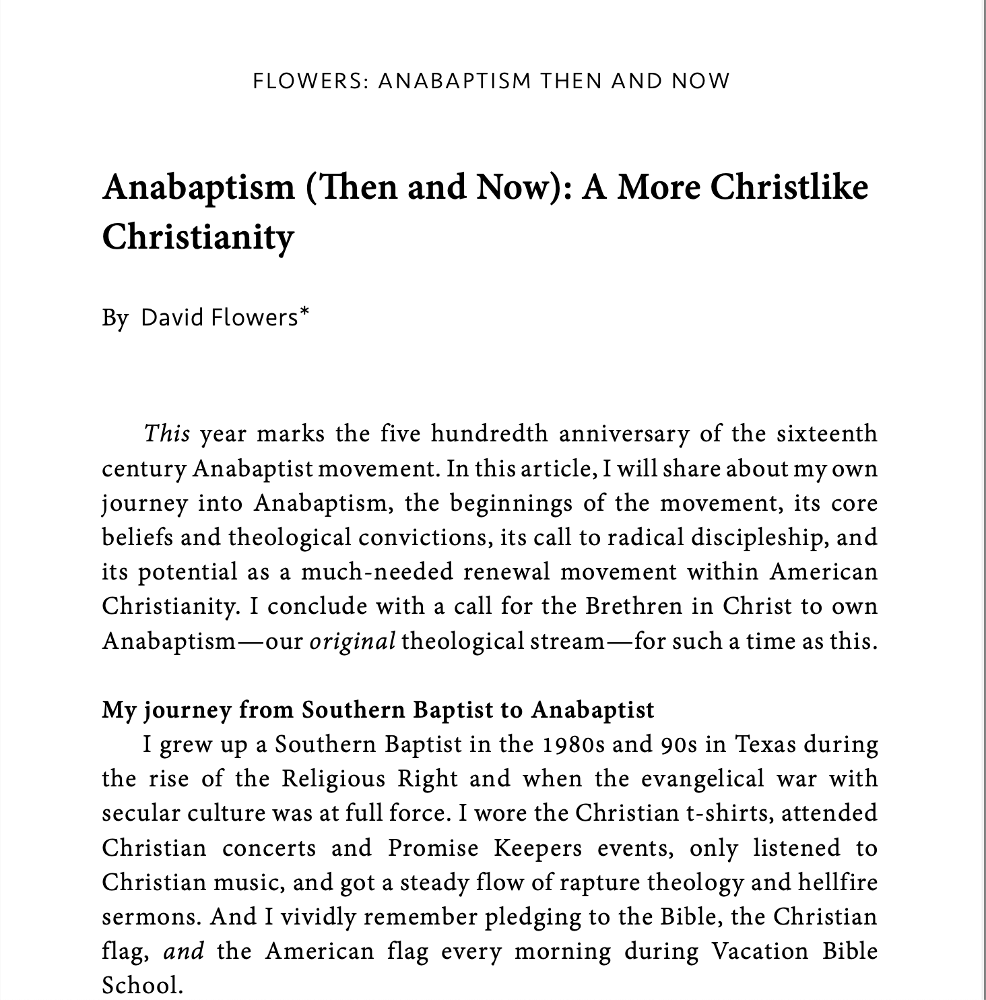 FLOWERS: ANABAPTISM THEN AND NOW
Anabaptism (Then and Now): A More Christlike
Christianity
By David Flowers*
This year marks the five hundredth anniversary of the sixteenth
century Anabaptist movement. In this article, I will share about my own
journey into Anabaptism, the beginnings of the movement, its core
beliefs and theological convictions, its call to radical discipleship, and
its potential as a much-needed renewal movement within American
Christianity. I conclude with a call for the Brethren in Christ to own
Anabaptism—our original theological stream—for such a time as this.
My journey from Southern Baptist to Anabaptist
I grew up a Southern Baptist in the 1980s and 90s in Texas during
the rise of the Religious Right and when the evangelical war with
secular culture was at full force. I wore the Christian t-shirts, attended
Christian concerts and Promise Keepers events, only listened to
Christian music, and got a steady flow of rapture theology and hellfire
sermons. And I vividly remember pledging to the Bible, the Christian
flag, and the American flag every morning during Vacation Bible
School.